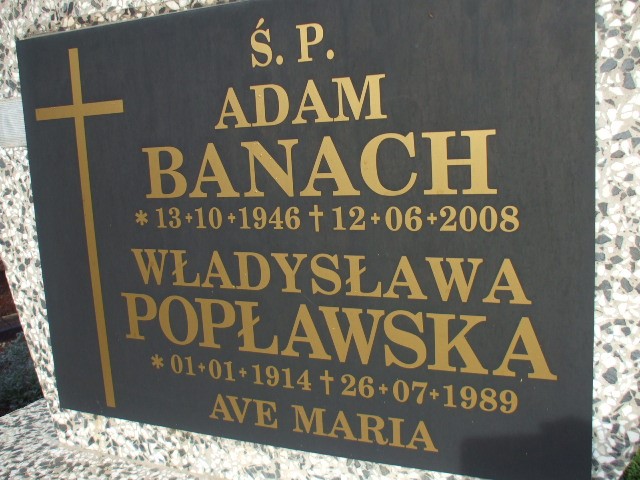 Ś. P.
ADAM
BANACH
* 13+10+1946 † 12+06+2008
WŁADYSŁAWA
POPŁAWSKA
* 01+01+1914 † 26+07+1989
AVE MARIA